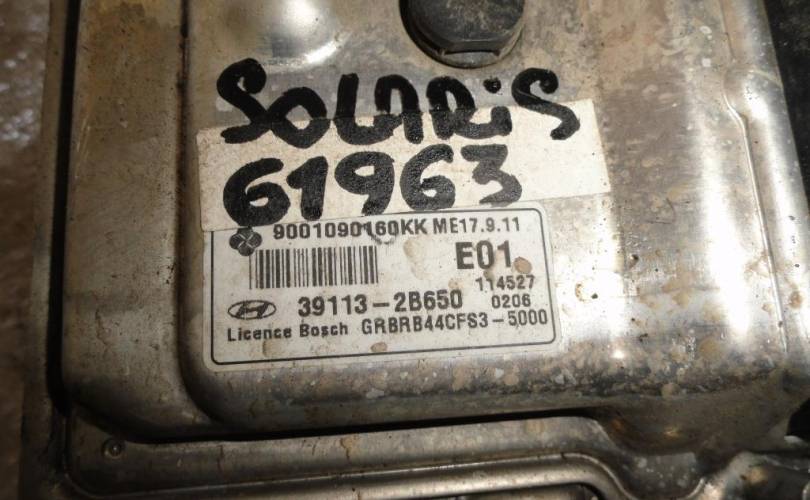 SOLARiS
61963
9001090160KK ME17.9.11
E01
114527
39113-2B650 0206
Licence Bosch GRBRB44CFS3-5000